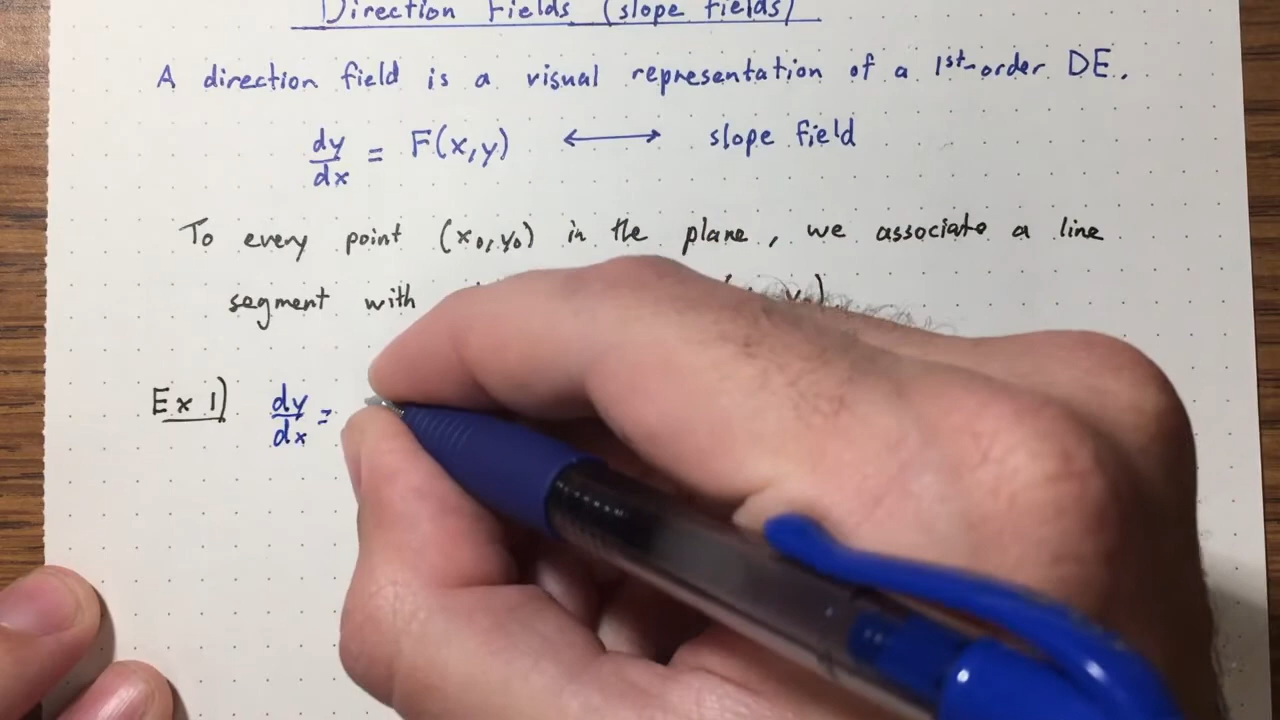 Direction Fields (slope fields)
A direction field is a visual representation of a 1st-order DE.
dy/dx = F(x,y) ⟷ slope field
To every point (x₀,y₀) in the plane, we associate a line
segment with
Ex 1) dy/dx =